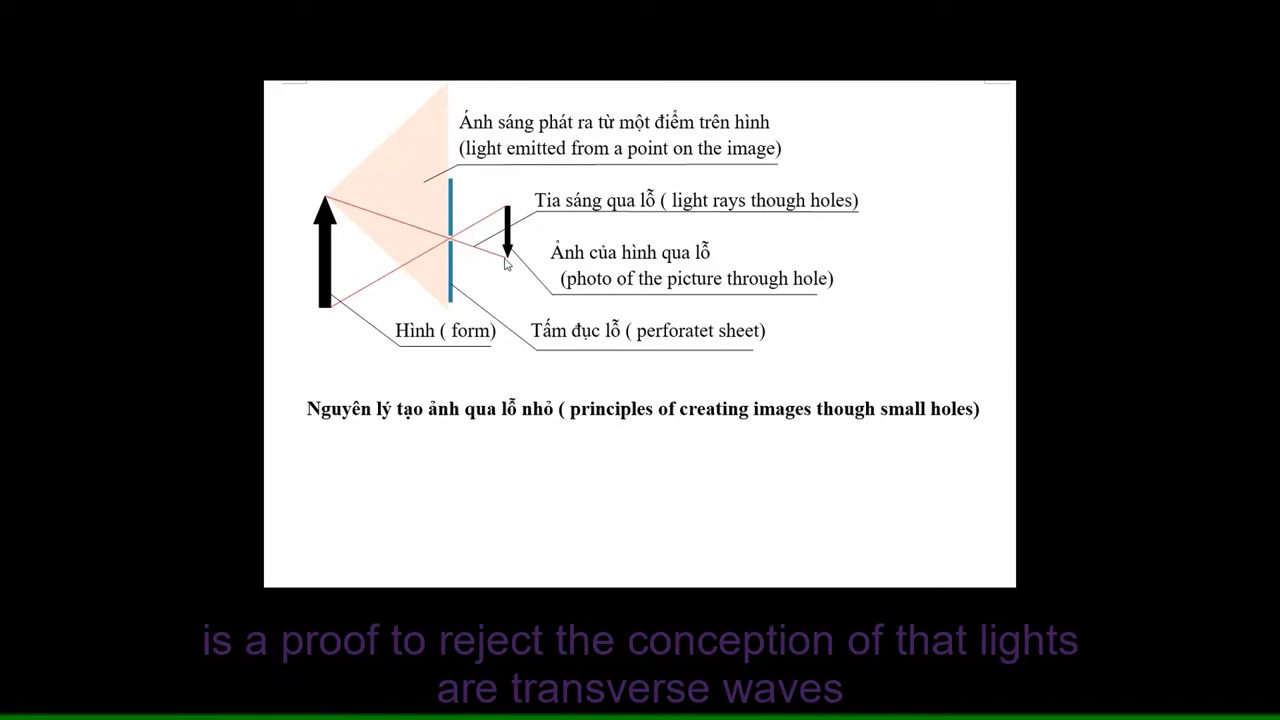 Ánh sáng phát ra từ một điểm trên hình
(light emitted from a point on the image)
Tia sáng qua lỗ ( light rays though holes)
Ảnh của hình qua lỗ
(photo of the picture through hole)
Hình ( form)
Tấm đục lỗ ( perforatet sheet)
Nguyên lý tạo ảnh qua lỗ nhỏ ( principles of creating images though small holes)
is a proof to reject the conception of that lights
are transverse waves